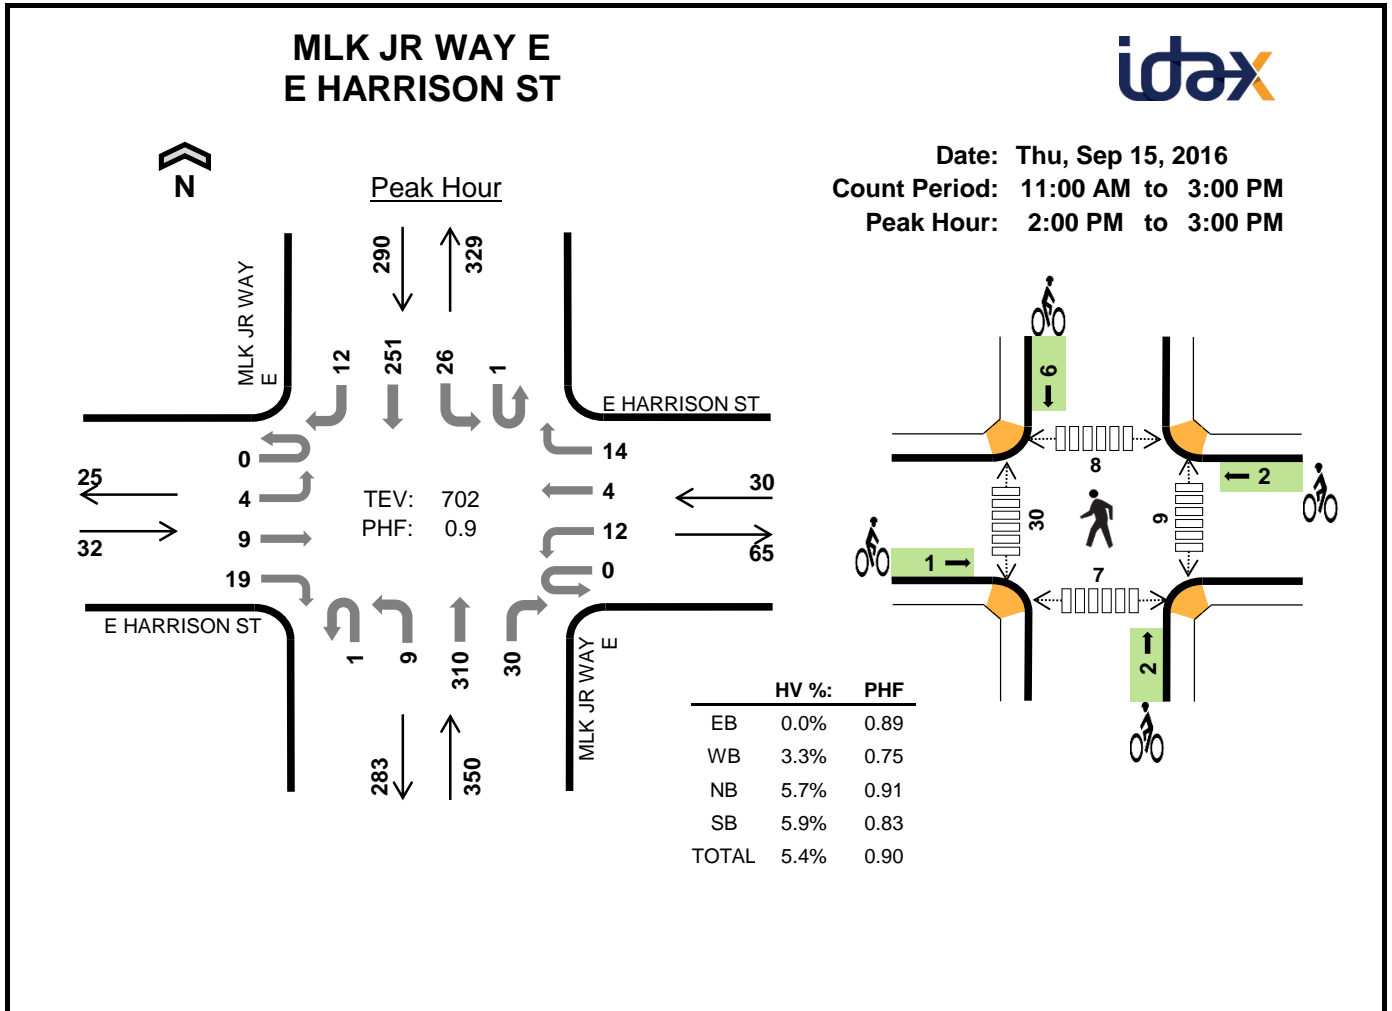 MLK JR WAY E
E HARRISON ST
idax
Date: Thu, Sep 15, 2016
Count Period: 11:00 AM to 3:00 PM
Peak Hour: 2:00 PM to 3:00 PM
N
Peak Hour
290
329
MLK JR WAY
E
12
251
26
1
E HARRISON ST
0
4
9
19
14
4
12
0
25
32
30
65
TEV: 702
PHF: 0.9
E HARRISON ST
1
9
310
30
MLK JR WAY
E
283
350
6
8
2
30
9
1
7
2
HV %: PHF
EB 0.0% 0.89
WB 3.3% 0.75
NB 5.7% 0.91
SB 5.9% 0.83
TOTAL 5.4% 0.90